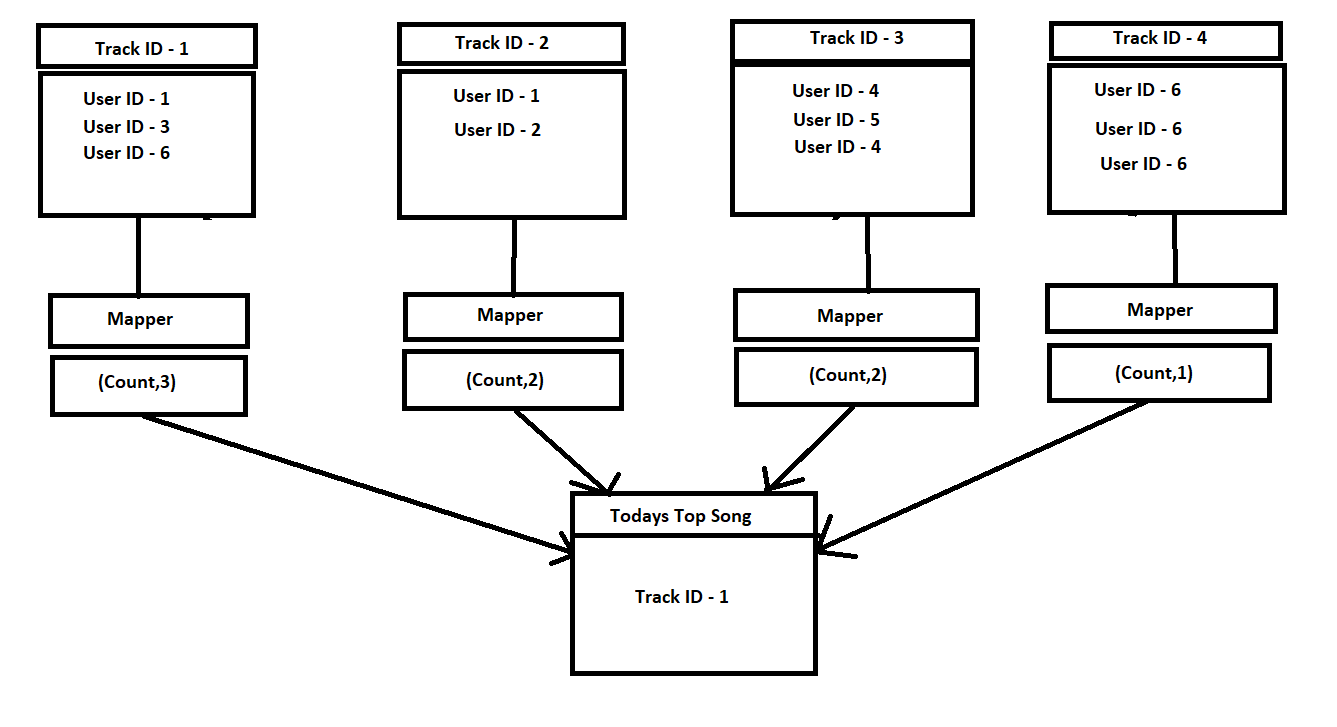 Track ID - 1
User ID - 1
User ID - 3
User ID - 6
Mapper
(Count,3)
Track ID - 2
User ID - 1
User ID - 2
Mapper
(Count,2)
Track ID - 3
User ID - 4
User ID - 5
User ID - 4
Mapper
(Count,2)
Track ID - 4
User ID - 6
User ID - 6
User ID - 6
Mapper
(Count,1)
Todays Top Song
Track ID - 1